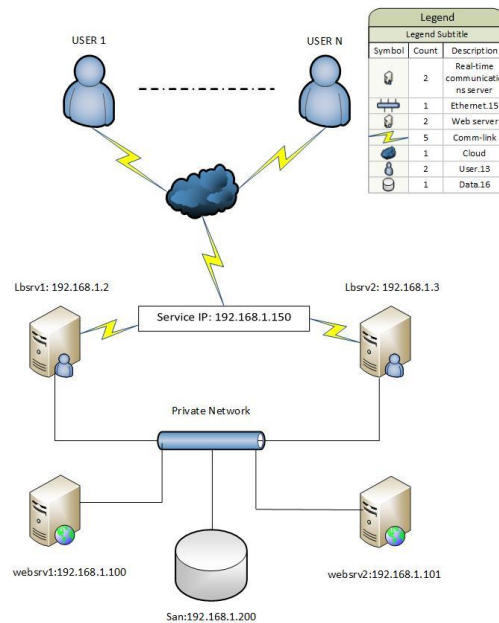 USER 1
USER N
Legend
Legend Subtitle
Symbol Count Description
2 Real-time
communicatio
ns server
1 Ethernet.15
2 Web server
5 Comm-link
1 Cloud
2 User.13
1 Data.16
Lbsrv1: 192.168.1.2
Lbsrv2: 192.168.1.3
Service IP: 192.168.1.150
Private Network
websrv1:192.168.1.100
websrv2:192.168.1.101
San:192.168.1.200